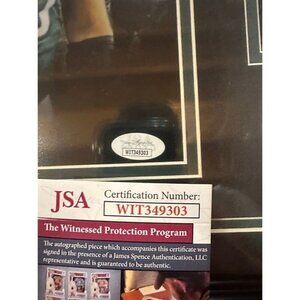 WIT349303
JSA
Certification Number:
WIT349303
The Witnessed Protection Program
The autographed piece which accompanies this certificate was
signed in the presence of a James Spence Authentication, LLC
representative and is guaranteed to be authentic.